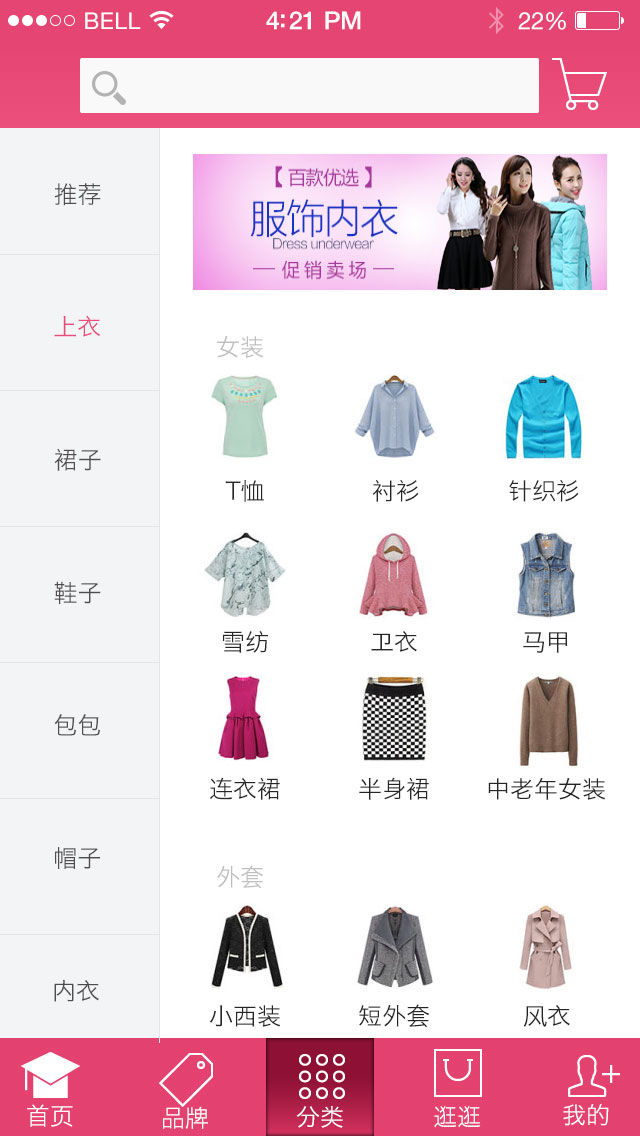 BELL 4:21 PM 22%
推荐
上衣
裙子
鞋子
包包
帽子
内衣
【百款优选】
服饰内衣
Dress underwear
促销卖场
女装
T恤 衬衫 针织衫
雪纺 卫衣 马甲
连衣裙 半身裙 中老年女装
外套
小西装 短外套 风衣
首页 品牌 分类 逛逛 我的